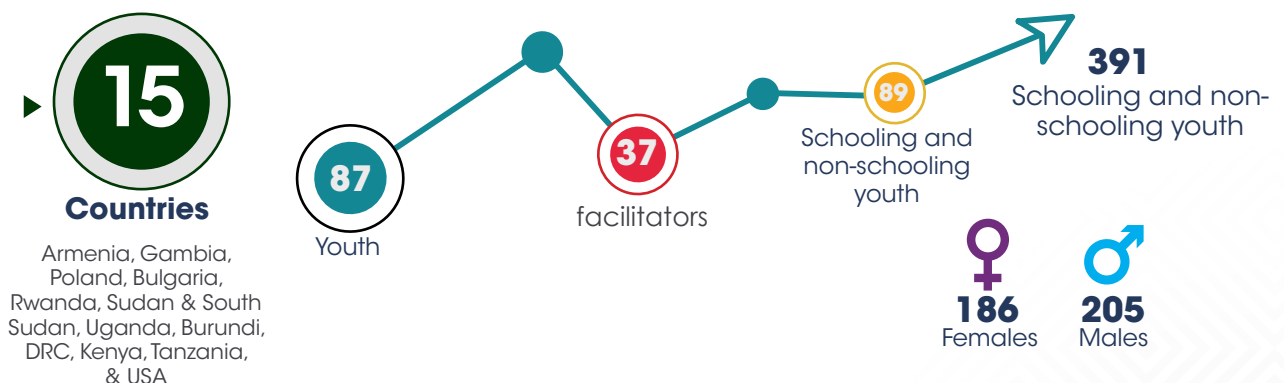 15
Countries
Armenia, Gambia,
Poland, Bulgaria,
Rwanda, Sudan & South
Sudan, Uganda, Burundi,
DRC, Kenya, Tanzania,
& USA
87
Youth
37
facilitators
89
Schooling and
non-schooling
youth
391
Schooling and non-
schooling youth
186
Females
205
Males